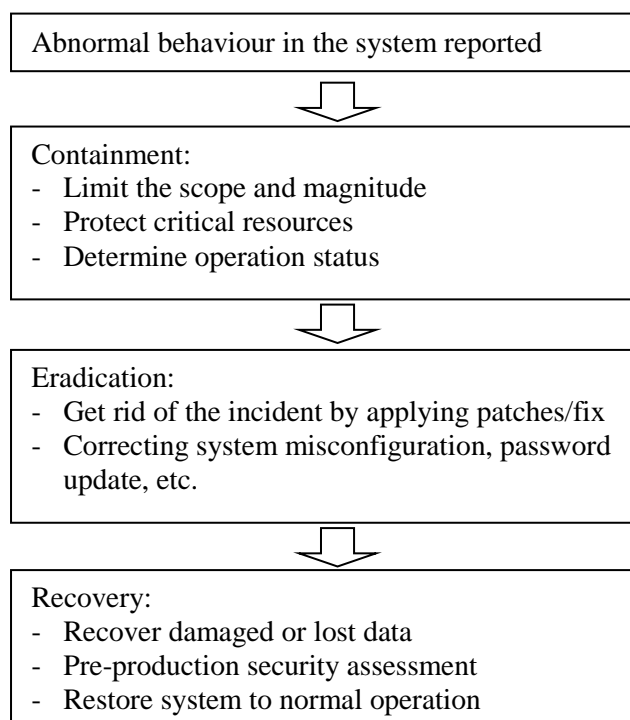 Abnormal behaviour in the system reported
Containment:
- Limit the scope and magnitude
- Protect critical resources
- Determine operation status
Eradication:
- Get rid of the incident by applying patches/fix
- Correcting system misconfiguration, password
update, etc.
Recovery:
- Recover damaged or lost data
- Pre-production security assessment
- Restore system to normal operation